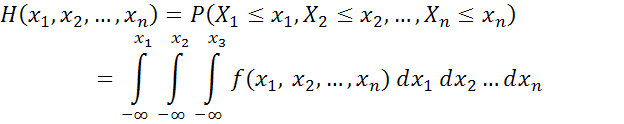 H(x₁, x₂, …, xₙ) = P(X₁ ≤ x₁, X₂ ≤ x₂, …, Xₙ ≤ xₙ)
= ∫_{−∞}^{x₁} ∫_{−∞}^{x₂} ∫_{−∞}^{x₃} f(x₁, x₂, …, xₙ) dx₁ dx₂ … dxₙ